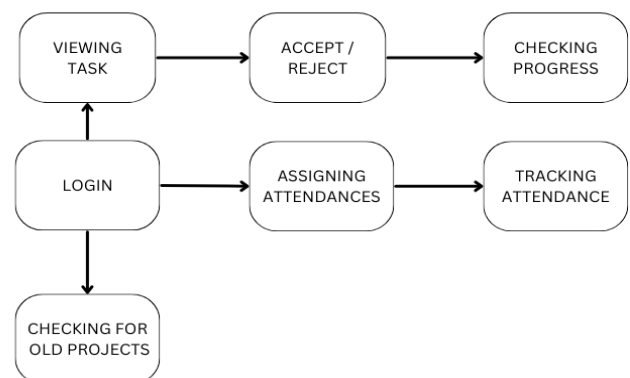 VIEWING
TASK
ACCEPT /
REJECT
CHECKING
PROGRESS
LOGIN
ASSIGNING
ATTENDANCES
TRACKING
ATTENDANCE
CHECKING FOR
OLD PROJECTS